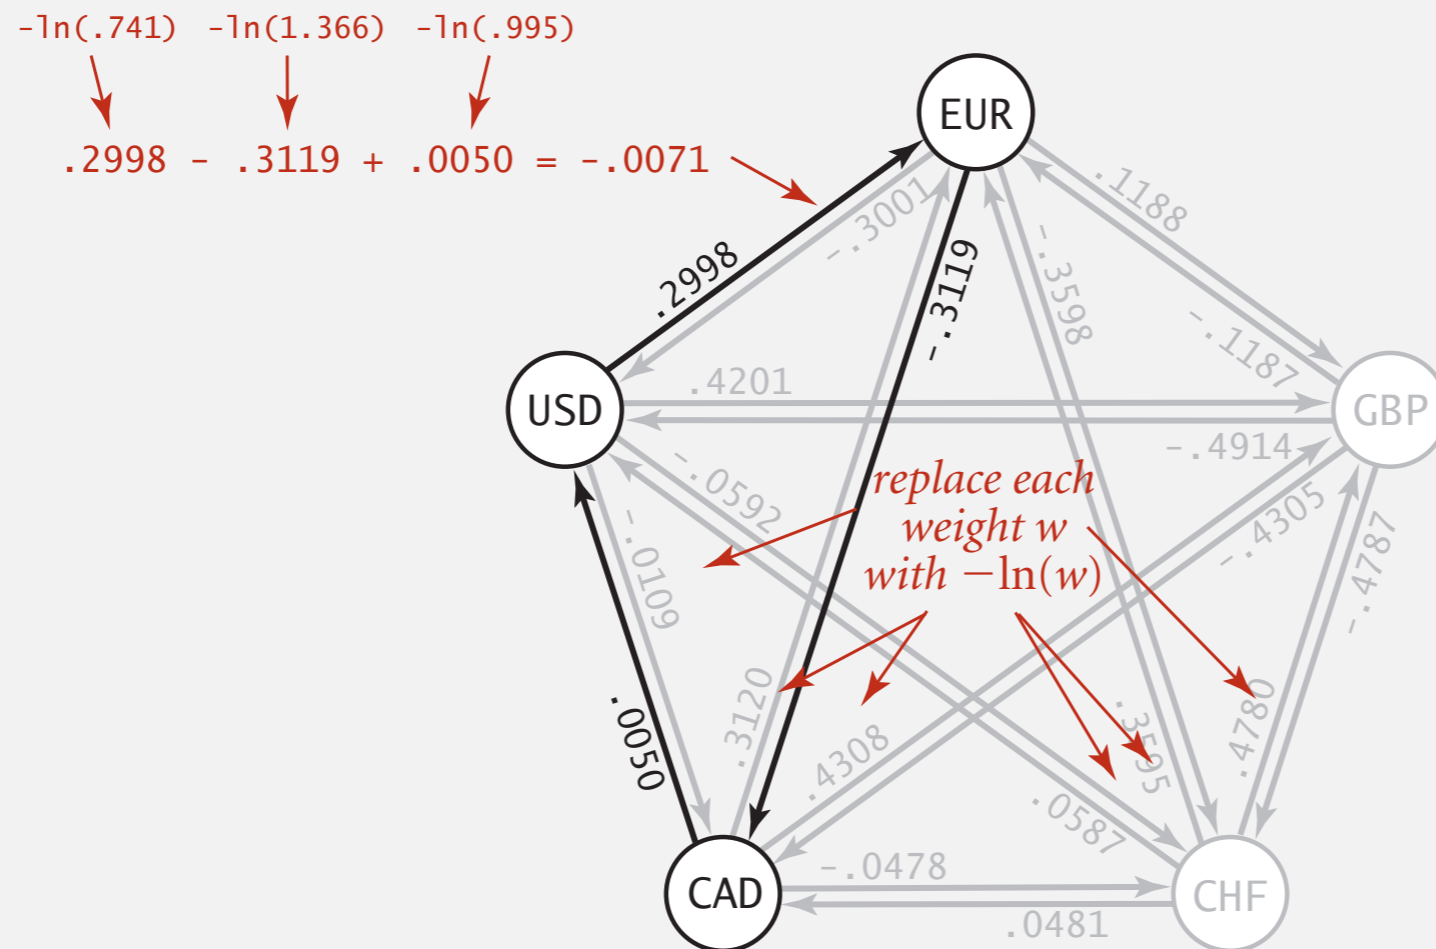 -ln(.741) -ln(1.366) -ln(.995)
.2998 - .3119 + .0050 = -.0071
EUR
.1188
-.3001
.2998
-.3119
-.3598
-.1187
.4201
USD
GBP
-.4914
replace each
weight w
with −ln(w)
-.0592
-.4305
-.0109
-.4787
.0050
.3120
.4308
.3595
.4780
.0587
-.0478
CAD
CHF
.0481